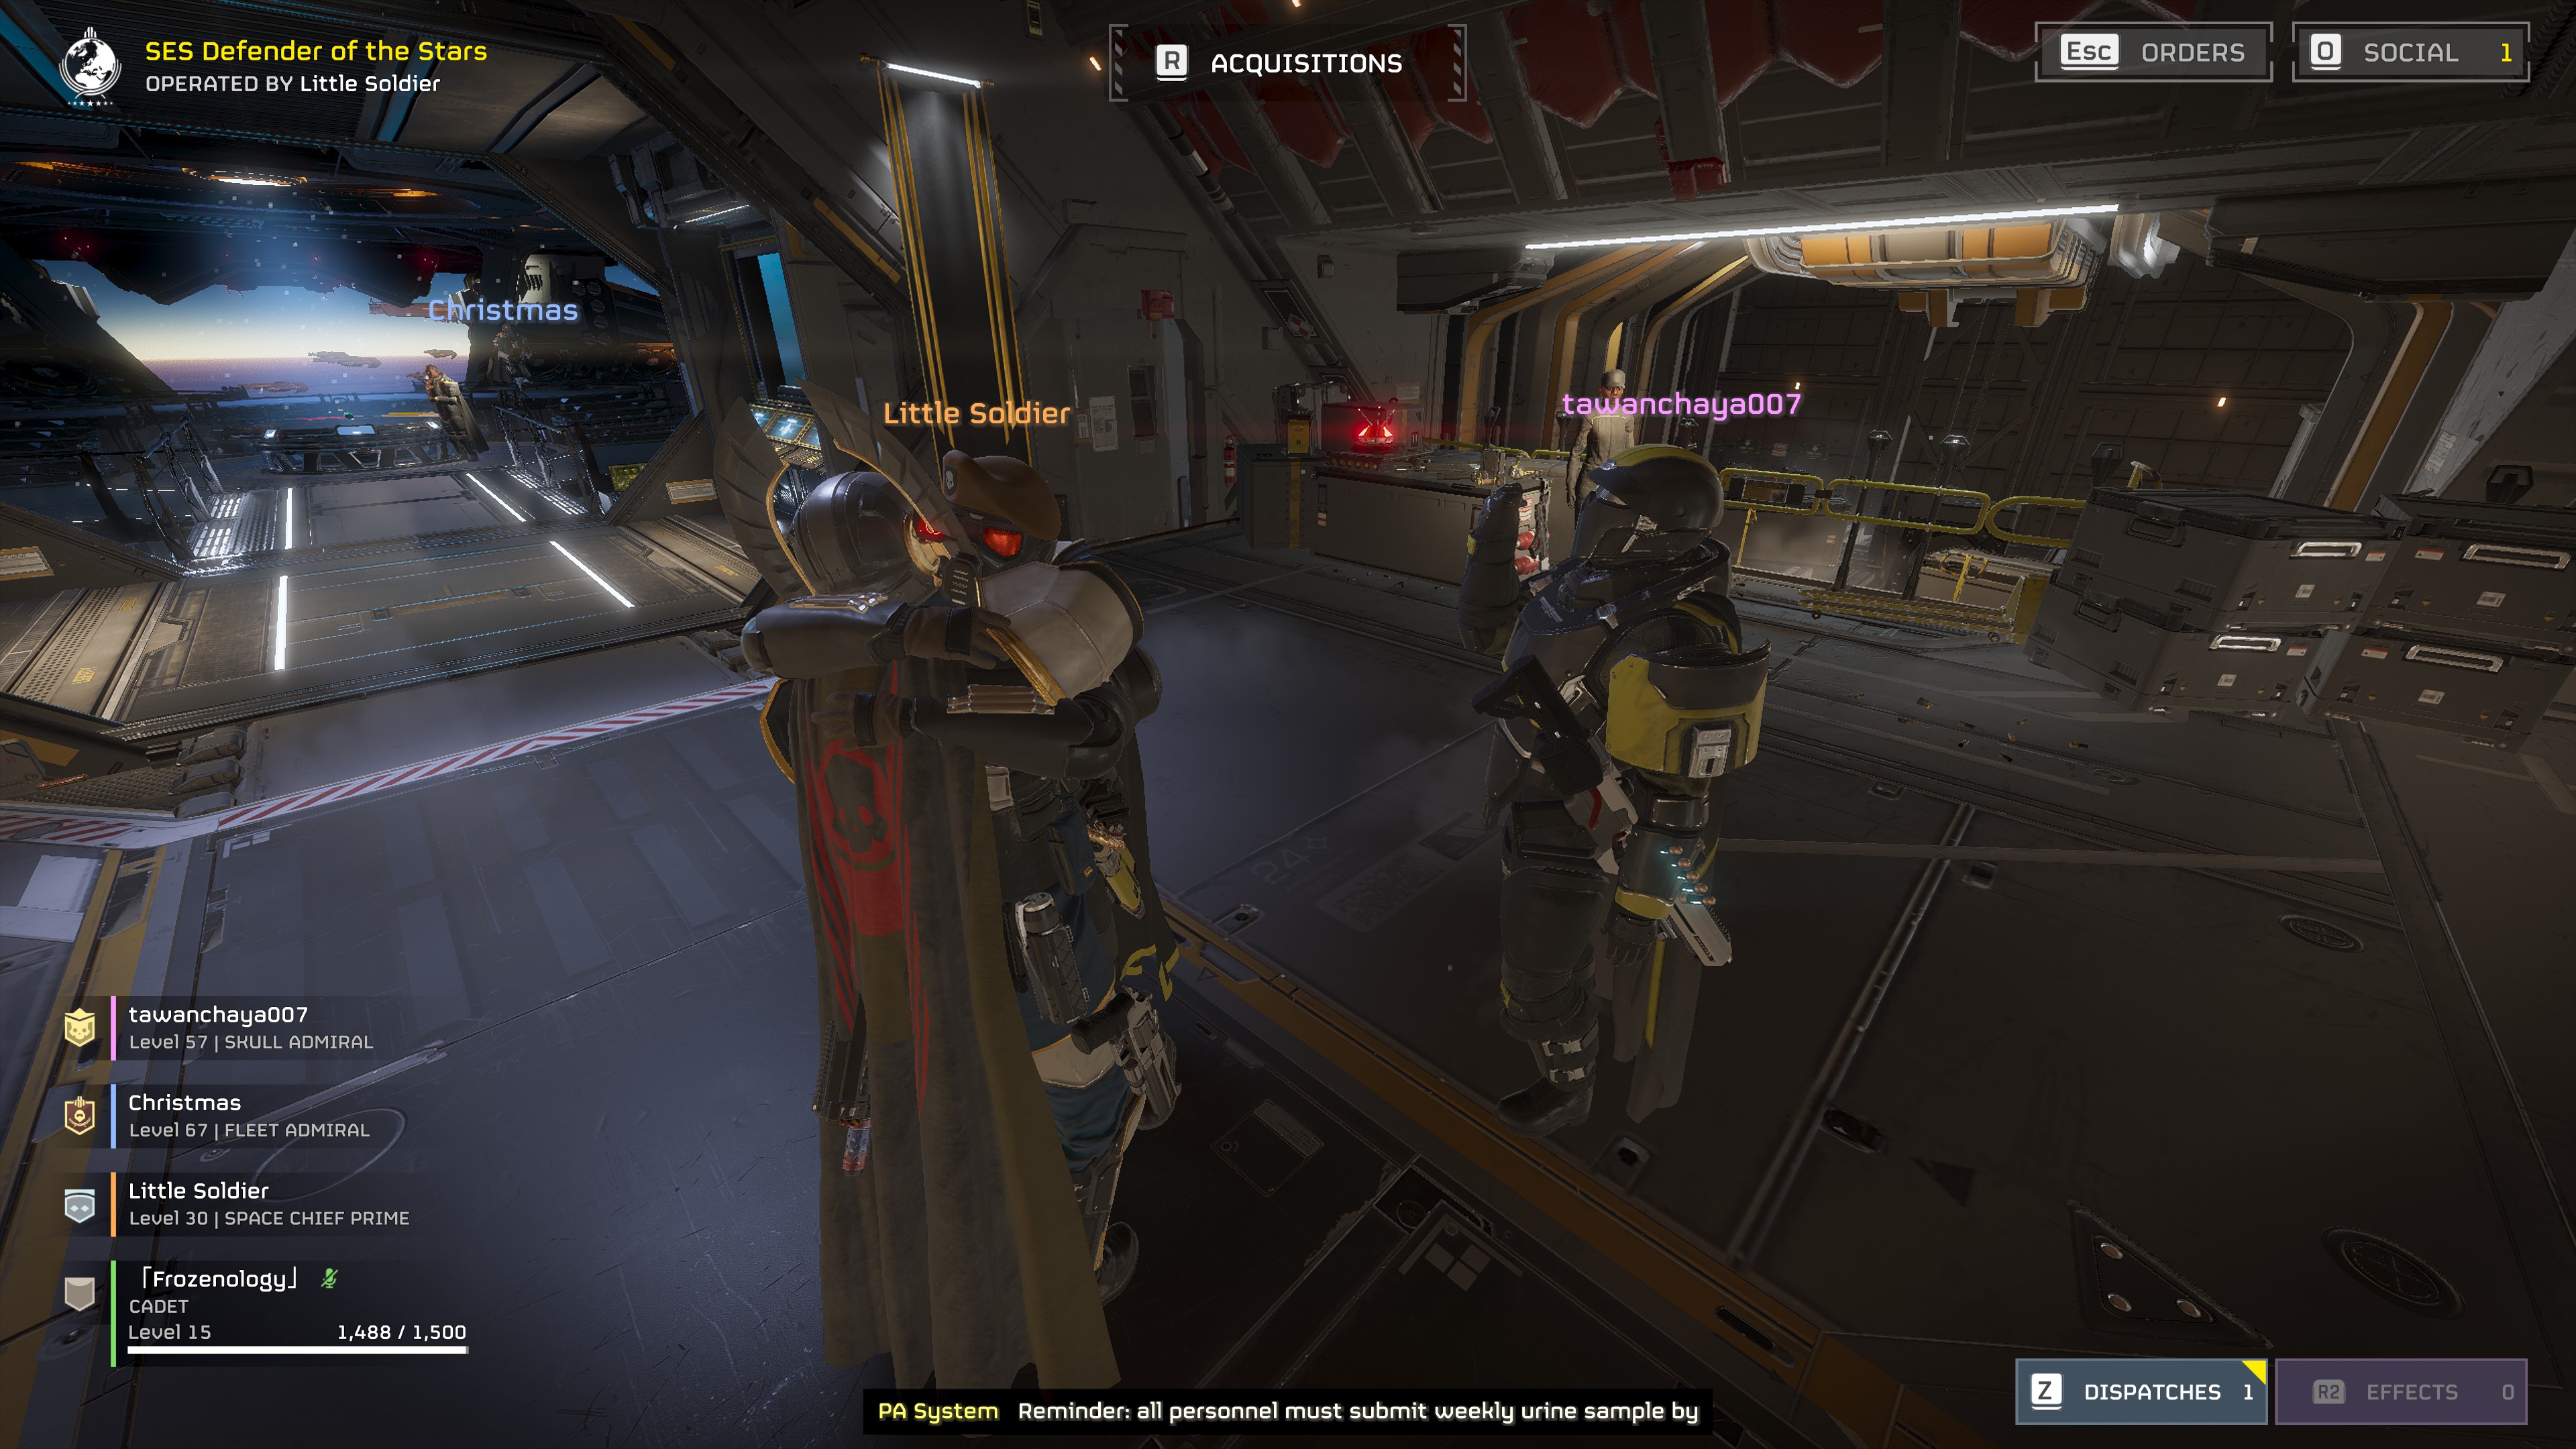 SES Defender of the Stars
OPERATED BY Little Soldier
R ACQUISITIONS
Esc ORDERS
O SOCIAL 1
Christmas
Little Soldier
tawanchaya007
24
tawanchaya007
Level 57 | SKULL ADMIRAL
Christmas
Level 67 | FLEET ADMIRAL
Little Soldier
Level 30 | SPACE CHIEF PRIME
「Frozenology」
CADET
Level 15 1,488 / 1,500
Z DISPATCHES 1
R2 EFFECTS 0
PA System Reminder: all personnel must submit weekly urine sample by